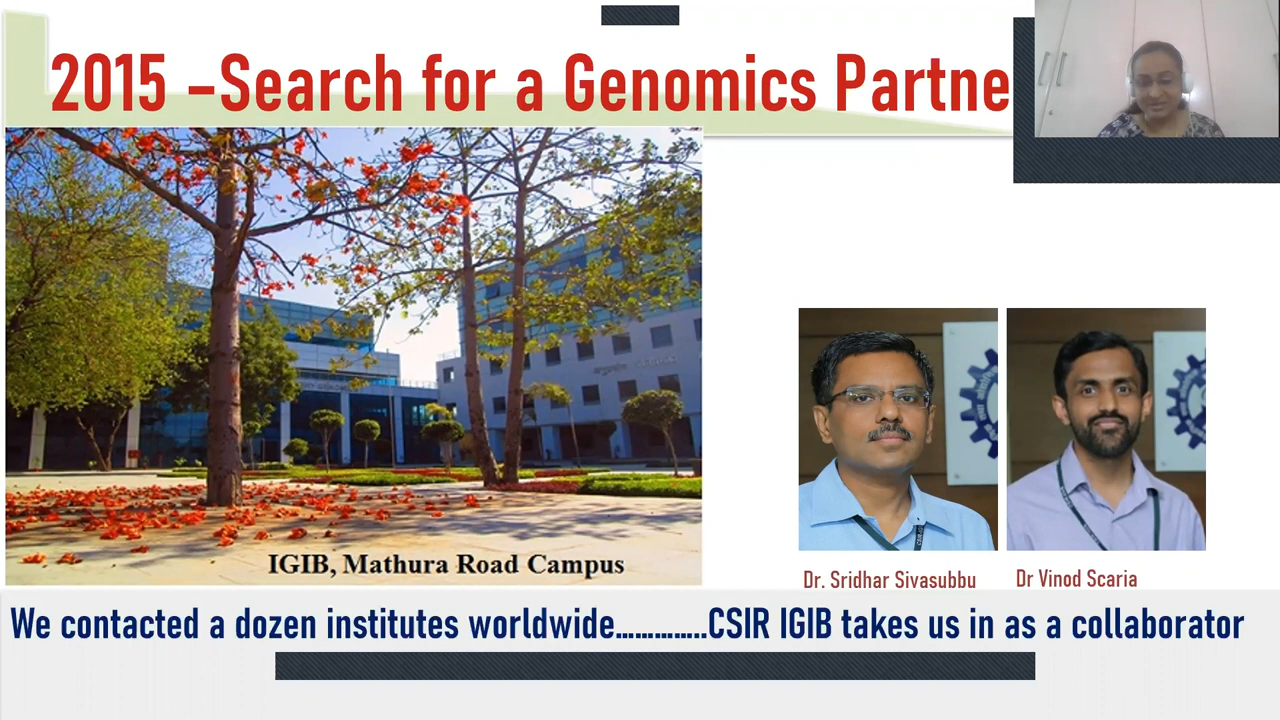 2015 –Search for a Genomics Partne
IGIB, Mathura Road Campus
Dr. Sridhar Sivasubbu
Dr Vinod Scaria
We contacted a dozen institutes worldwide..............CSIR IGIB takes us in as a collaborator